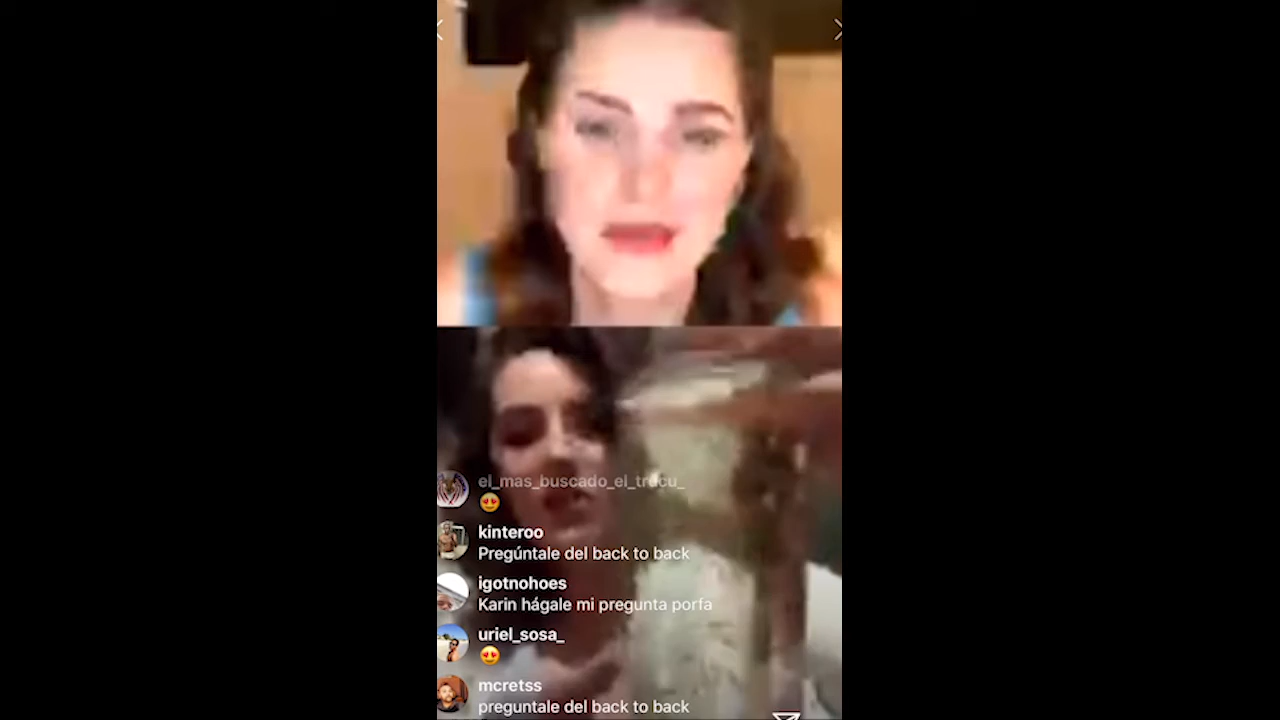 el_mas_buscado_el_trucu_
😍
kinteroo
Pregúntale del back to back
igotnohoes
Karin hágale mi pregunta porfa
uriel_sosa_
😍
mcretss
preguntale del back to back